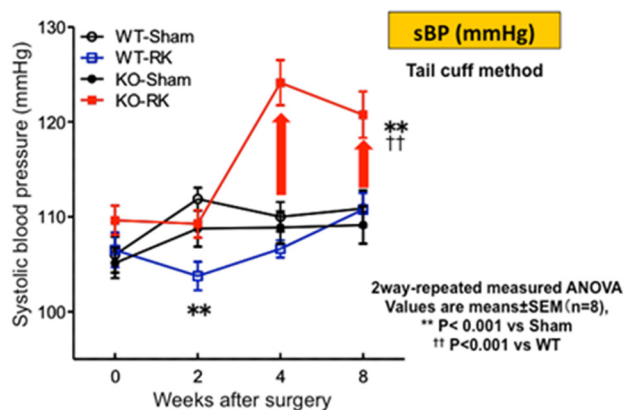 130
120
110
100
Systolic blood pressure (mmHg)
WT-Sham
WT-RK
KO-Sham
KO-RK
sBP (mmHg)
Tail cuff method
**
††
**
0 2 4 8
Weeks after surgery
2way-repeated measured ANOVA
Values are means±SEM(n=8),
** P< 0.001 vs Sham
†† P<0.001 vs WT